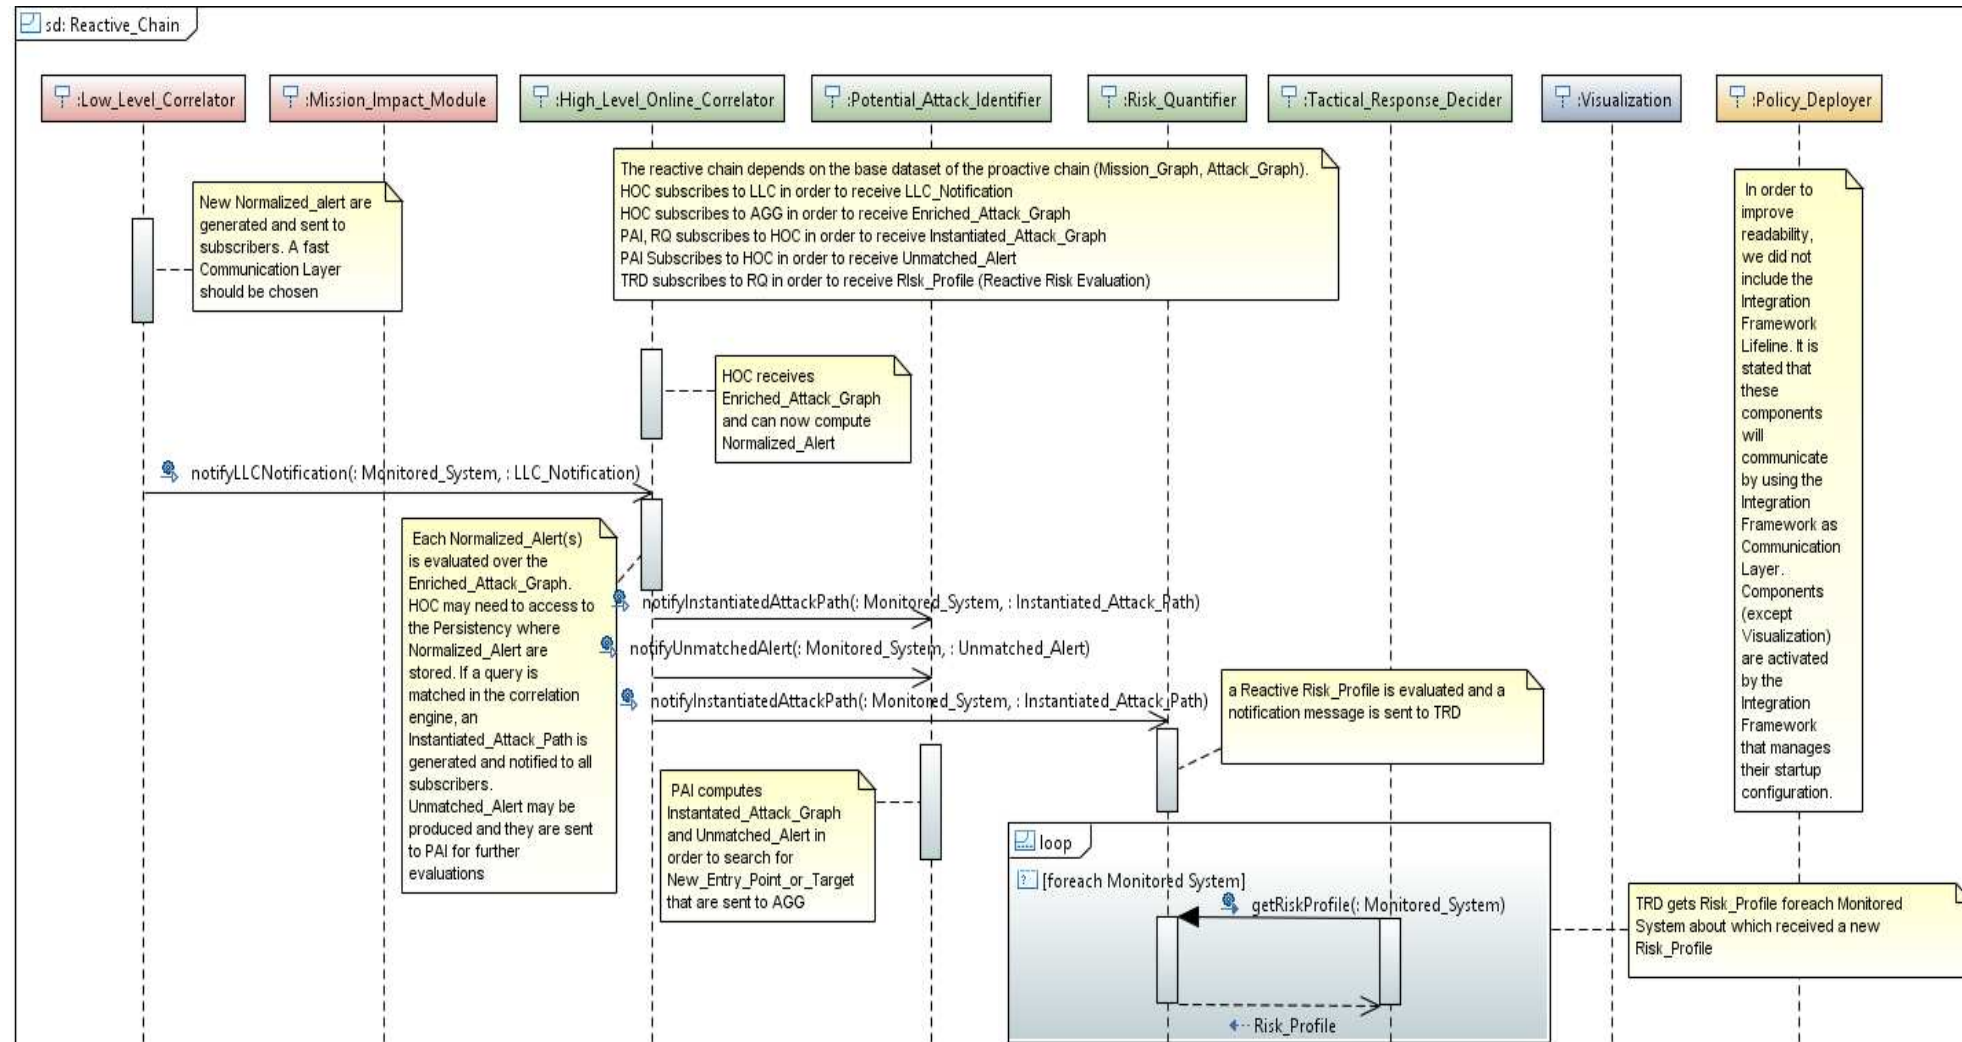 sd: Reactive_Chain
:Low_Level_Correlator
:Mission_Impact_Module
:High_Level_Online_Correlator
:Potential_Attack_Identifier
:Risk_Quantifier
:Tactical_Response_Decider
:Visualization
:Policy_Deployer
New Normalized_alert are
generated and sent to
subscribers. A fast
Communication Layer
should be chosen
The reactive chain depends on the base dataset of the proactive chain (Mission_Graph, Attack_Graph).
HOC subscribes to LLC in order to receive LLC_Notification
HOC subscribes to AGG in order to receive Enriched_Attack_Graph
PAI, RQ subscribes to HOC in order to receive Instantiated_Attack_Graph
PAI Subscribes to HOC in order to receive Unmatched_Alert
TRD subscribes to RQ in order to receive RIsk_Profile (Reactive Risk Evaluation)
In order to
improve
readability,
we did not
include the
Integration
Framework
Lifeline. It is
stated that
these
components
will
communicate
by using the
Integration
Framework as
Communication
Layer.
Components
(except
Visualization)
are activated
by the
Integration
Framework
that manages
their startup
configuration.
HOC receives
Enriched_Attack_Graph
and can now compute
Normalized_Alert
notifyLLCNotification(: Monitored_System, : LLC_Notification)
Each Normalized_Alert(s)
is evaluated over the
Enriched_Attack_Graph.
HOC may need to access to
the Persistency where
Normalized_Alert are
stored. If a query is
matched in the correlation
engine, an
Instantiated_Attack_Path is
generated and notified to all
subscribers.
Unmatched_Alert may be
produced and they are sent
to PAI for further
evaluations
notifyInstantiatedAttackPath(: Monitored_System, : Instantiated_Attack_Path)
notifyUnmatchedAlert(: Monitored_System, : Unmatched_Alert)
notifyInstantiatedAttackPath(: Monitored_System, : Instantiated_Attack_Path)
a Reactive Risk_Profile is evaluated and a
notification message is sent to TRD
PAI computes
Instantated_Attack_Graph
and Unmatched_Alert in
order to search for
New_Entry_Point_or_Target
that are sent to AGG
loop
[foreach Monitored System]
getRiskProfile(: Monitored_System)
Risk_Profile
TRD gets Risk_Profile foreach Monitored
System about which received a new
Risk_Profile